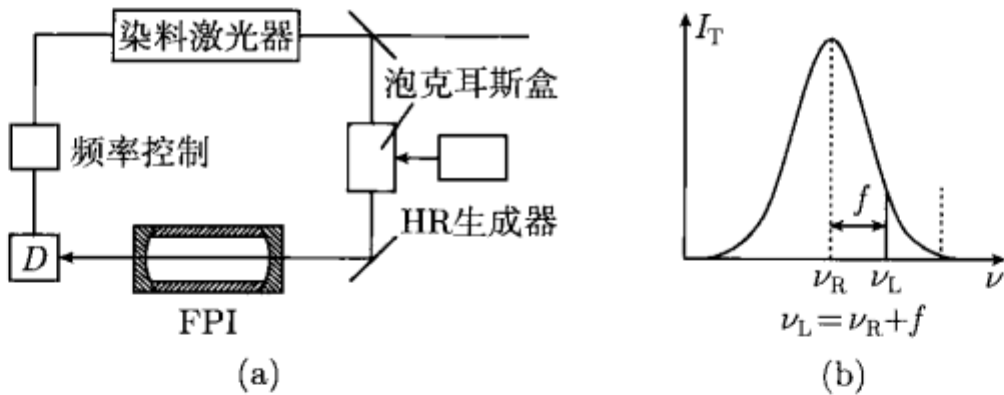 染料激光器
泡克耳斯盒
频率控制
HR生成器
D
FPI
(a)
I_T
f
ν_R
ν_L
ν
ν_L=ν_R+f
(b)